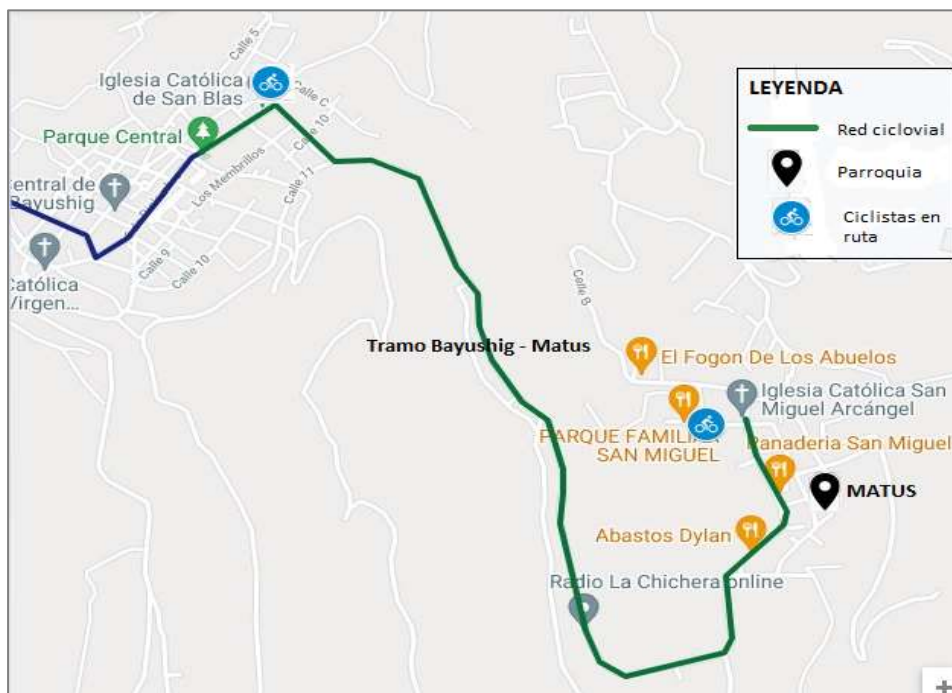 Calle 5
Iglesia Católica
de San Blas
Calle C
Parque Central
Calle 10
Los Membrillos
Calle 11
Central de
Bayushig
Calle 9
Calle 10
Católica
Virgen...
LEYENDA
Red ciclovial
Parroquia
Ciclistas en
ruta
Calle B
Tramo Bayushig - Matus
El Fogon De Los Abuelos
Iglesia Católica San
Miguel Arcángel
PARQUE FAMILIAR
SAN MIGUEL
Panaderia San Miguel
MATUS
Abastos Dylan
Radio La Chichera online